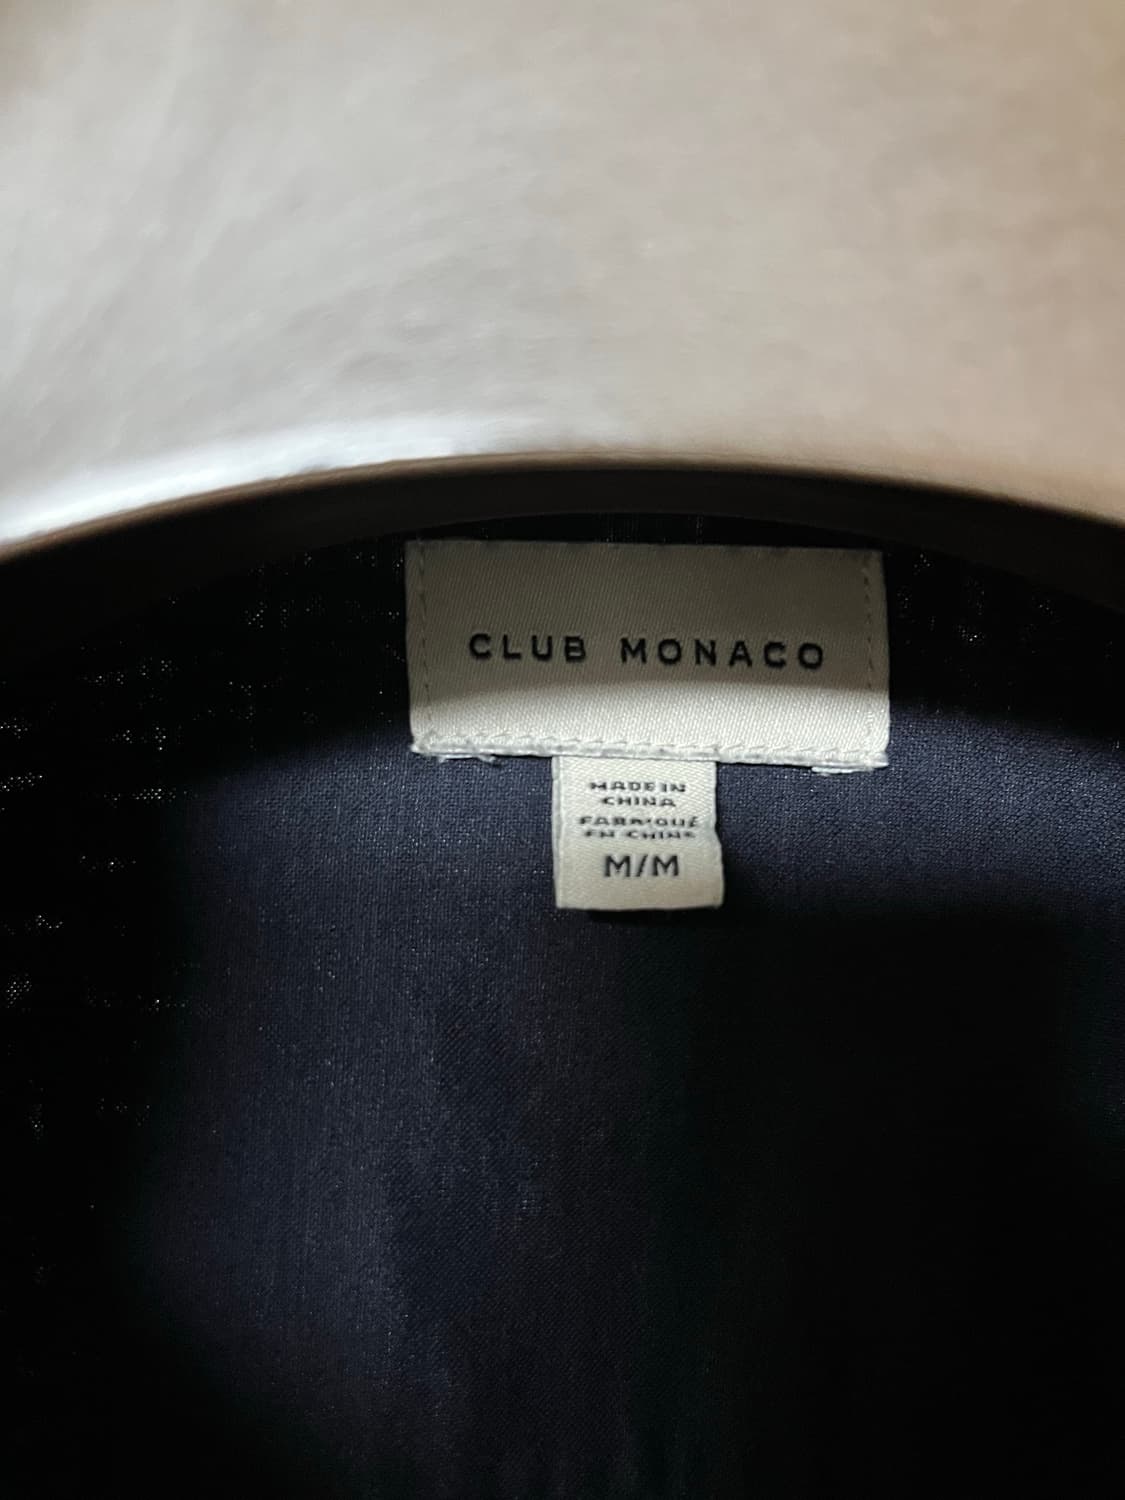 CLUB MONACO
MADE IN
CHINA
FABRIQUÉ
EN CHINE
M/M